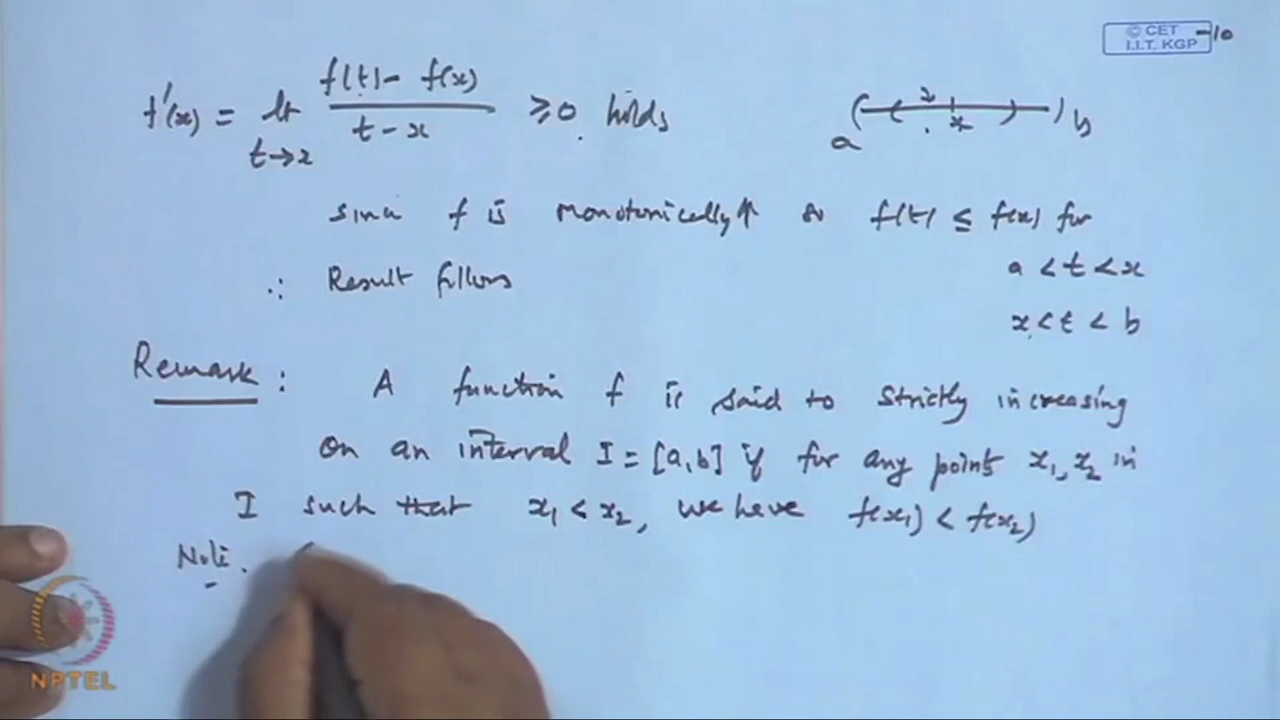 © CET
I.I.T. KGP
-10
f'(x) = lt t→x f(t) - f(x) / t - x ≥ 0 holds
a ( ( x ) ) b
since f is monotonically ↑ so f(t) ≤ f(x) for
a < t < x
∴ Result follows
x < t < b
Remark : A function f is said to strictly increasing
on an interval I = [a, b] if for any points x₁, x₂ in
I such that x₁ < x₂, we have f(x₁) < f(x₂)
Note.
NPTEL